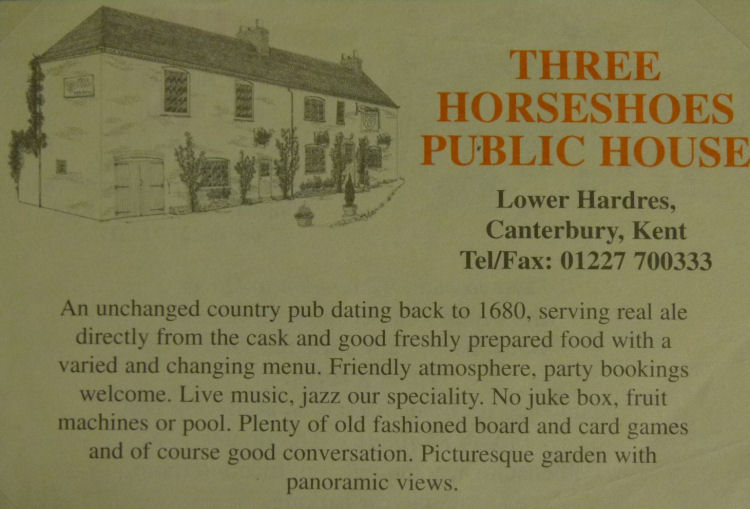 THREE
HORSESHOES
PUBLIC HOUSE
Lower Hardres,
Canterbury, Kent
Tel/Fax: 01227 700333
An unchanged country pub dating back to 1680, serving real ale
directly from the cask and good freshly prepared food with a
varied and changing menu. Friendly atmosphere, party bookings
welcome. Live music, jazz our speciality. No juke box, fruit
machines or pool. Plenty of old fashioned board and card games
and of course good conversation. Picturesque garden with
panoramic views.